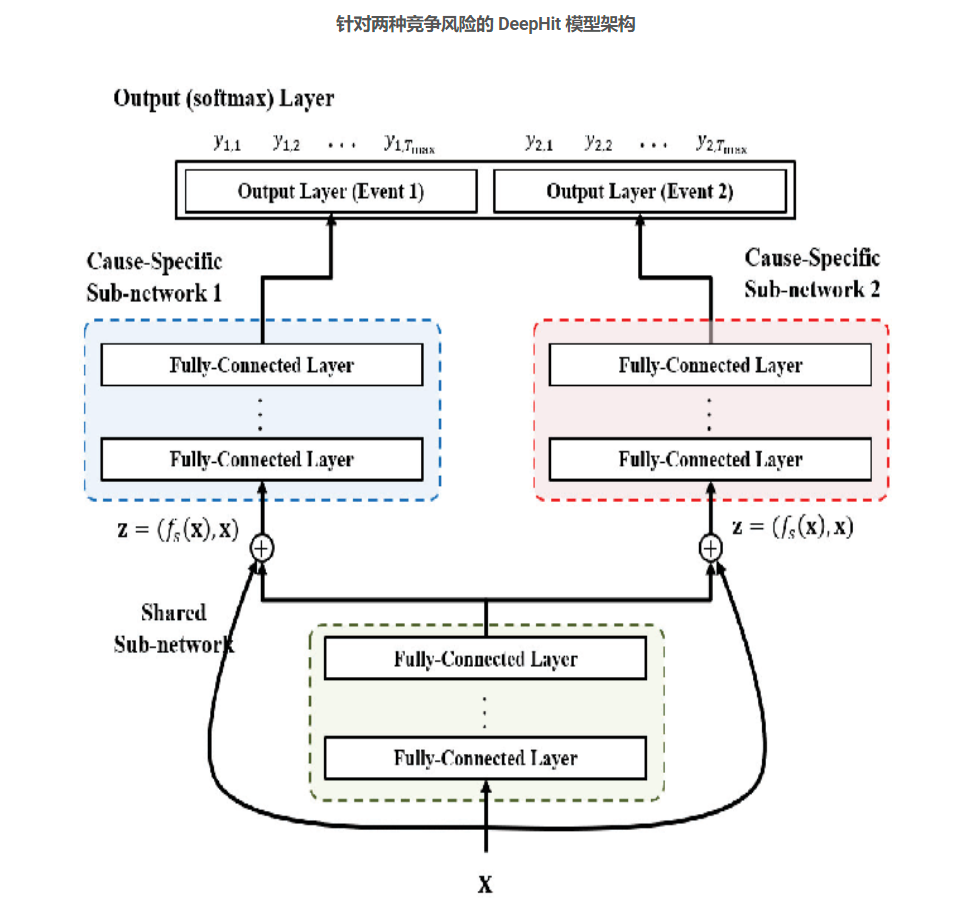 针对两种竞争风险的 DeepHit 模型架构
Output (softmax) Layer
y₁,₁ y₁,₂ ··· y₁,Tmax y₂,₁ y₂,₂ ··· y₂,Tmax
Output Layer (Event 1) Output Layer (Event 2)
Cause-Specific
Sub-network 1
Cause-Specific
Sub-network 2
Fully-Connected Layer
Fully-Connected Layer
Fully-Connected Layer
Fully-Connected Layer
z = (fₛ(x), x)
z = (fₛ(x), x)
Shared
Sub-network
Fully-Connected Layer
Fully-Connected Layer
x